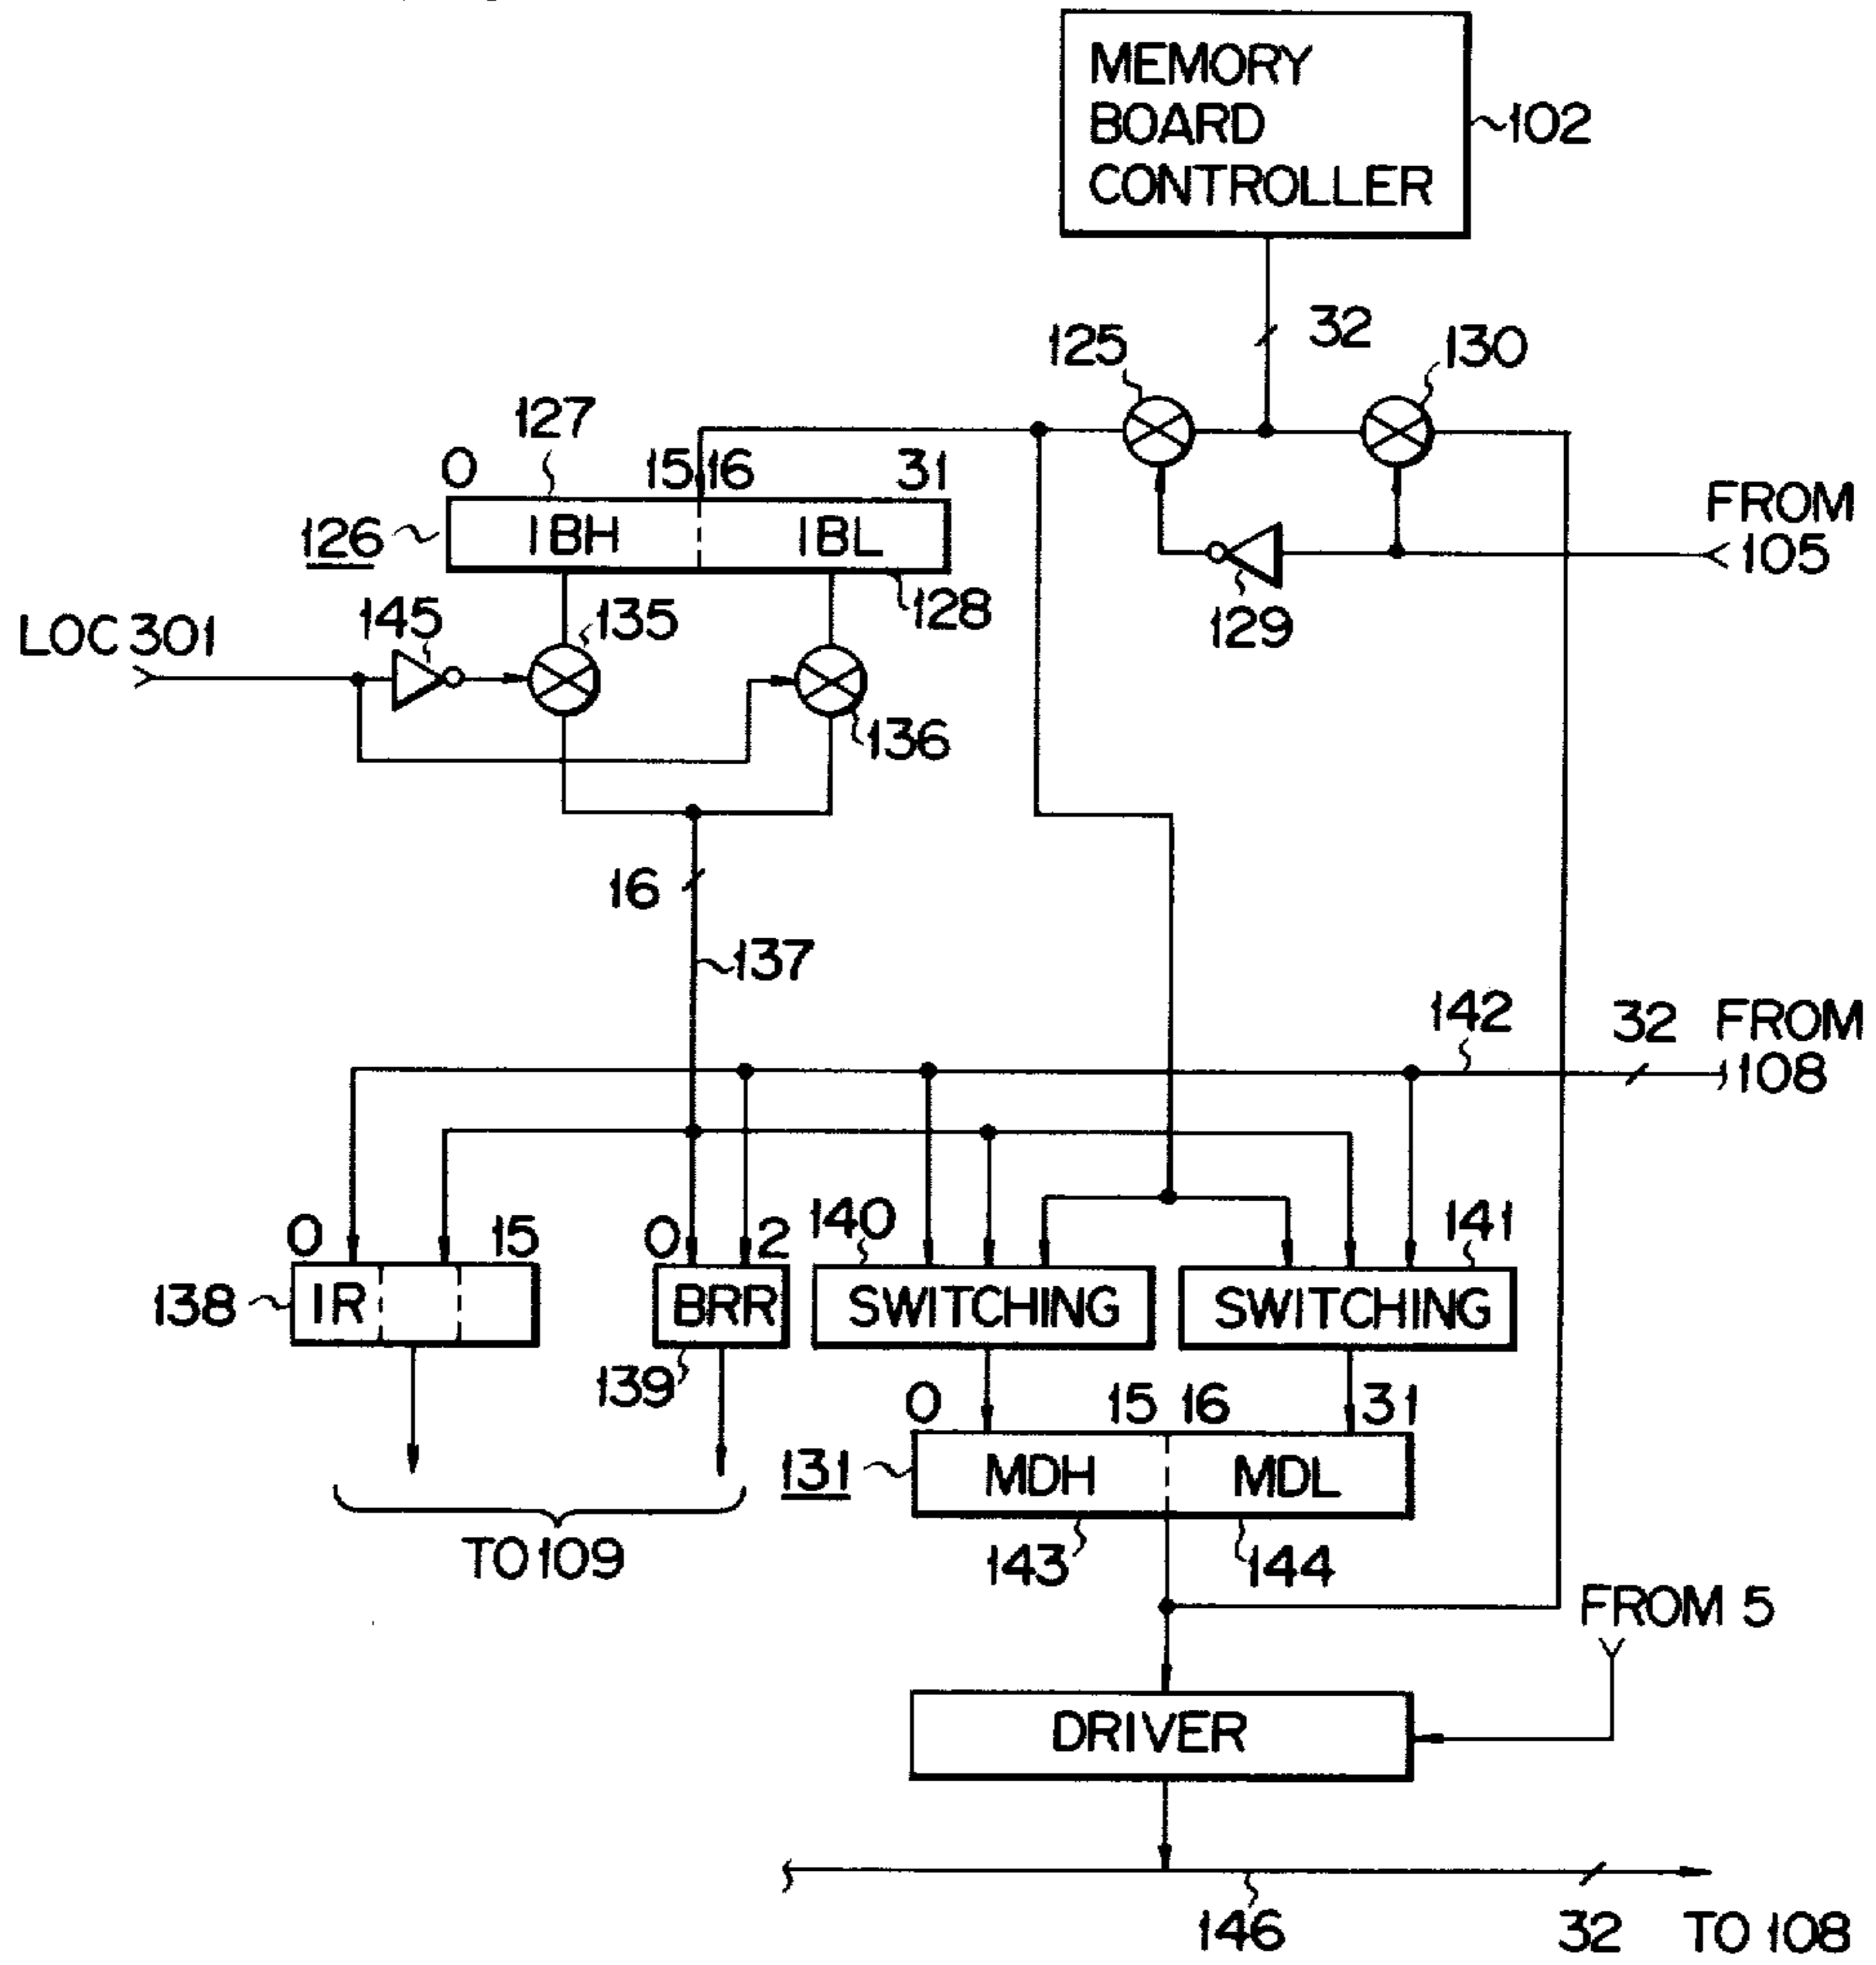 MEMORY
BOARD
CONTROLLER
102
32
125
130
127
0
15
16
31
FROM
105
126
IBH
IBL
128
129
LOC 301
145
135
136
16
137
142
32
FROM
108
0
15
0
2
140
141
138
IR
BRR
SWITCHING
SWITCHING
139
0
15
16
31
131
MDH
MDL
TO 109
143
144
FROM 5
DRIVER
146
32
TO 108